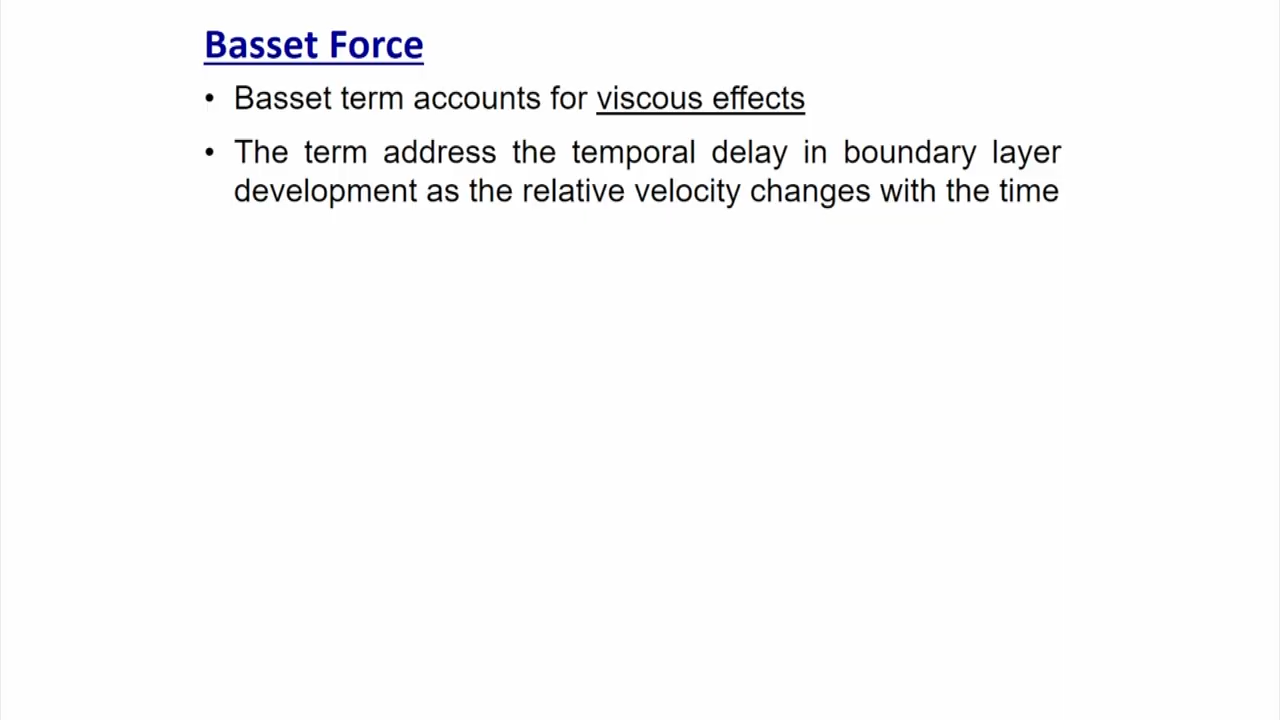 Basset Force
• Basset term accounts for viscous effects
• The term address the temporal delay in boundary layer
development as the relative velocity changes with the time